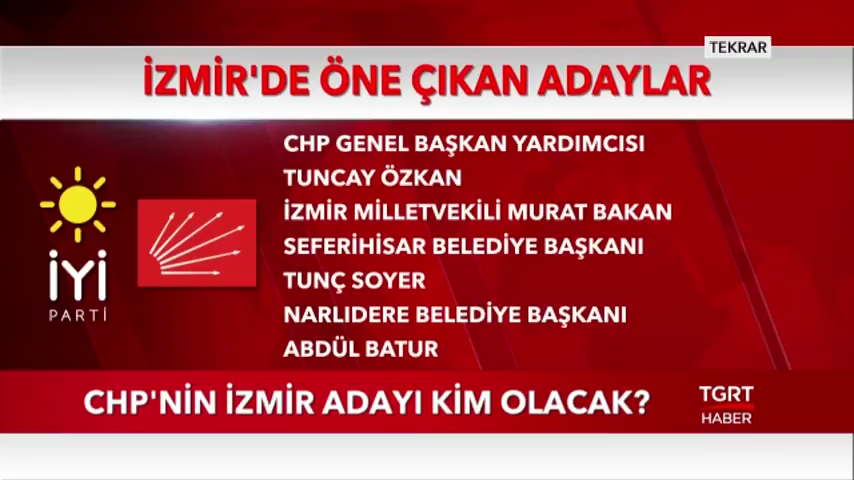 TEKRAR
İZMİR'DE ÖNE ÇIKAN ADAYLAR
CHP GENEL BAŞKAN YARDIMCISI
TUNCAY ÖZKAN
İZMİR MİLLETVEKİLİ MURAT BAKAN
SEFERİHİSAR BELEDİYE BAŞKANI
TUNÇ SOYER
NARLIDERE BELEDİYE BAŞKANI
ABDÜL BATUR
İYİ
PARTİ
CHP'NİN İZMİR ADAYI KİM OLACAK?
TGRT
HABER